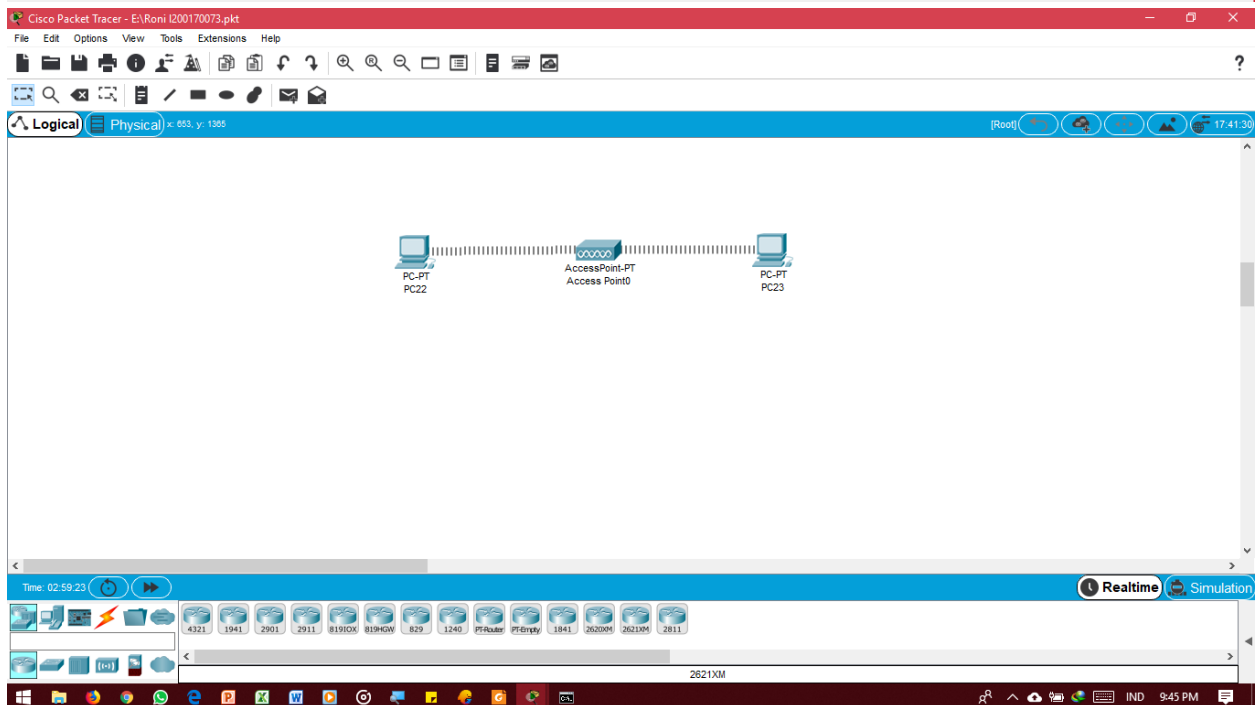 Cisco Packet Tracer - E:\Roni l200170073.pkt
File Edit Options View Tools Extensions Help
?
Logical Physical x: 653, y: 1365 [Root] 17:41:30
PC-PT
PC22
AccessPoint-PT
Access Point0
PC-PT
PC23
Time: 02:59:23 Realtime Simulation
4321 1941 2901 2911 819IOX 819HGW 829 1240 PT-Router PT-Empty 1841 2620XM 2621XM 2811
2621XM
IND 9:45 PM